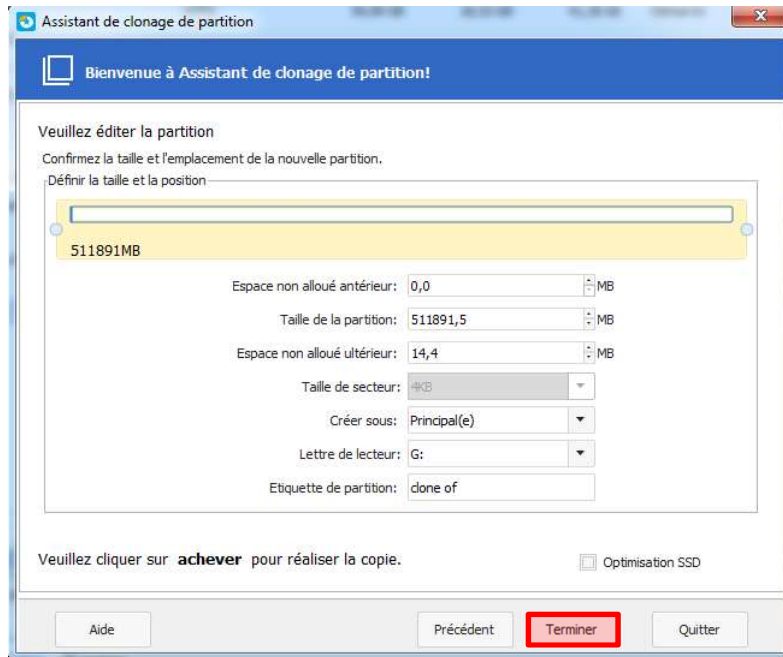 Assistant de clonage de partition
Bienvenue à Assistant de clonage de partition!
Veuillez éditer la partition
Confirmez la taille et l'emplacement de la nouvelle partition.
Définir la taille et la position
511891MB
Espace non alloué antérieur: 0,0 MB
Taille de la partition: 511891,5 MB
Espace non alloué ultérieur: 14,4 MB
Taille de secteur: 4KB
Créer sous: Principal(e)
Lettre de lecteur: G:
Etiquette de partition: clone of
Veuillez cliquer sur achever pour réaliser la copie. Optimisation SSD
Aide Précédent Terminer Quitter